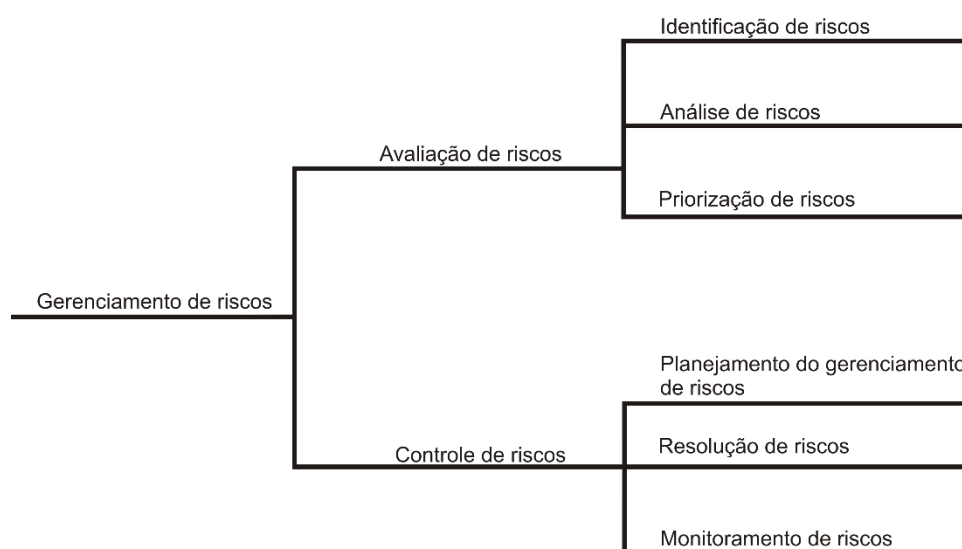 Identificação de riscos
Análise de riscos
Avaliação de riscos
Priorização de riscos
Gerenciamento de riscos
Planejamento do gerenciamento
de riscos
Resolução de riscos
Controle de riscos
Monitoramento de riscos